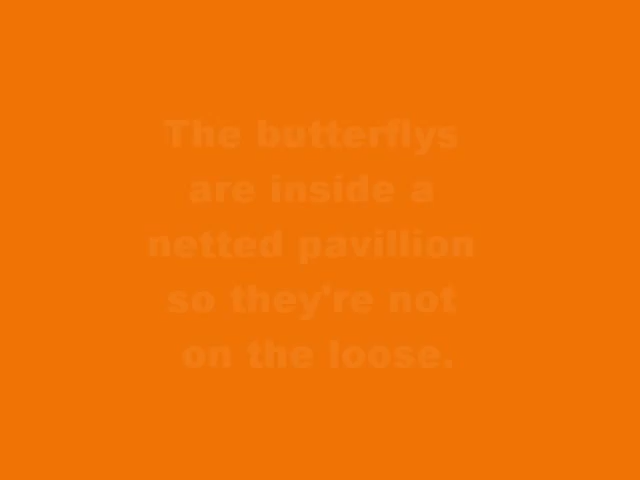 The butterflys
are inside a
netted pavillion
so they're not
on the loose.